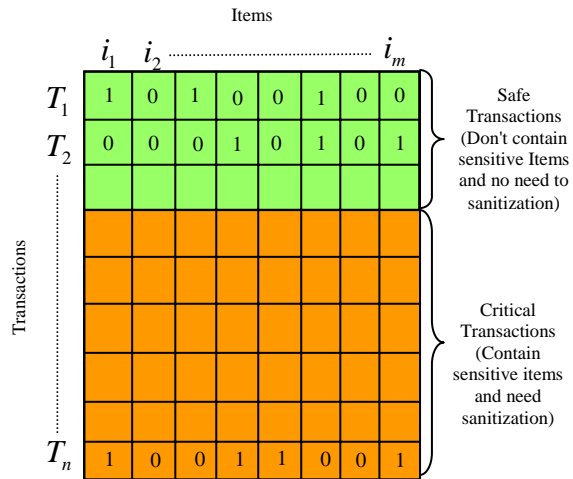 Items
i1 i2 im
T1 1 0 1 0 0 1 0 0
T2 0 0 0 1 0 1 0 1
Tn 1 0 0 1 1 0 0 1
Transactions
Safe
Transactions
(Don't contain
sensitive Items
and no need to
sanitization)
Critical
Transactions
(Contain
sensitive items
and need
sanitization)